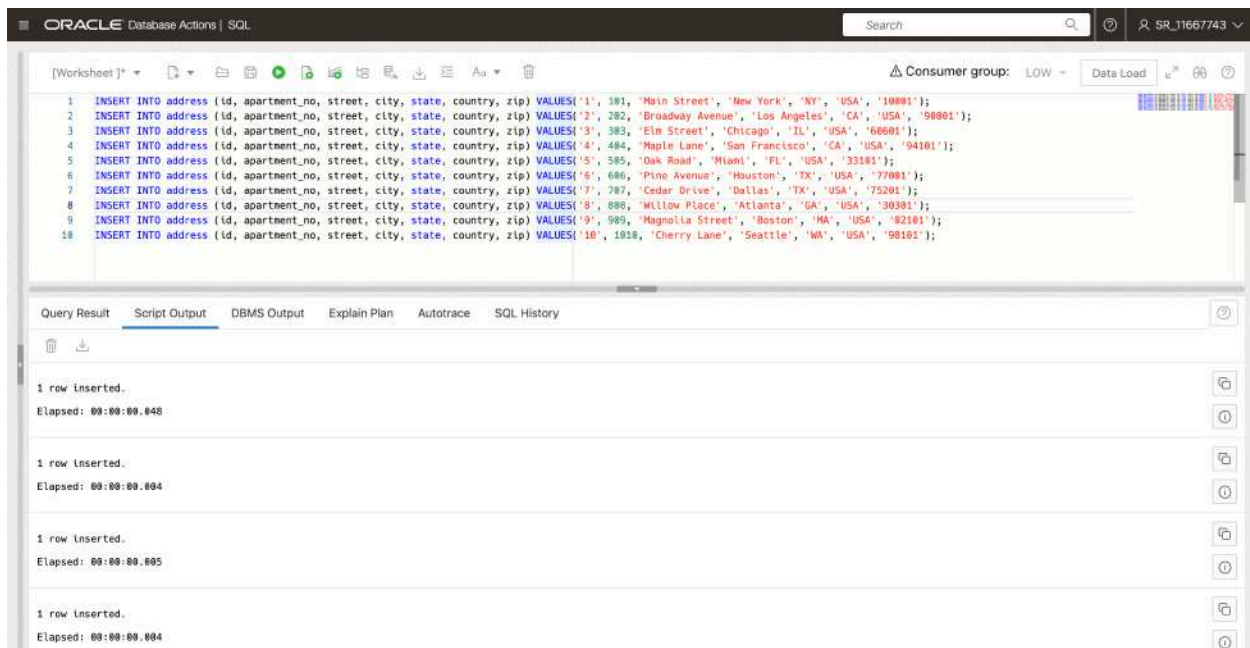 ORACLE Database Actions | SQL
Search
SR_11667743
[Worksheet]*
Aa
Consumer group: LOW
Data Load
1 INSERT INTO address (id, apartment_no, street, city, state, country, zip) VALUES('1', 101, 'Main Street', 'New York', 'NY', 'USA', '10001');
2 INSERT INTO address (id, apartment_no, street, city, state, country, zip) VALUES('2', 202, 'Broadway Avenue', 'Los Angeles', 'CA', 'USA', '90001');
3 INSERT INTO address (id, apartment_no, street, city, state, country, zip) VALUES('3', 303, 'Elm Street', 'Chicago', 'IL', 'USA', '60601');
4 INSERT INTO address (id, apartment_no, street, city, state, country, zip) VALUES('4', 404, 'Maple Lane', 'San Francisco', 'CA', 'USA', '94101');
5 INSERT INTO address (id, apartment_no, street, city, state, country, zip) VALUES('5', 505, 'Oak Road', 'Miami', 'FL', 'USA', '33101');
6 INSERT INTO address (id, apartment_no, street, city, state, country, zip) VALUES('6', 606, 'Pine Avenue', 'Houston', 'TX', 'USA', '77001');
7 INSERT INTO address (id, apartment_no, street, city, state, country, zip) VALUES('7', 707, 'Cedar Drive', 'Dallas', 'TX', 'USA', '75201');
8 INSERT INTO address (id, apartment_no, street, city, state, country, zip) VALUES('8', 808, 'Willow Place', 'Atlanta', 'GA', 'USA', '30301');
9 INSERT INTO address (id, apartment_no, street, city, state, country, zip) VALUES('9', 909, 'Magnolia Street', 'Boston', 'MA', 'USA', '02101');
10 INSERT INTO address (id, apartment_no, street, city, state, country, zip) VALUES('10', 1010, 'Cherry Lane', 'Seattle', 'WA', 'USA', '98101');
Query Result Script Output DBMS Output Explain Plan Autotrace SQL History
1 row inserted.
Elapsed: 00:00:00.048
1 row inserted.
Elapsed: 00:00:00.004
1 row inserted.
Elapsed: 00:00:00.005
1 row inserted.
Elapsed: 00:00:00.004